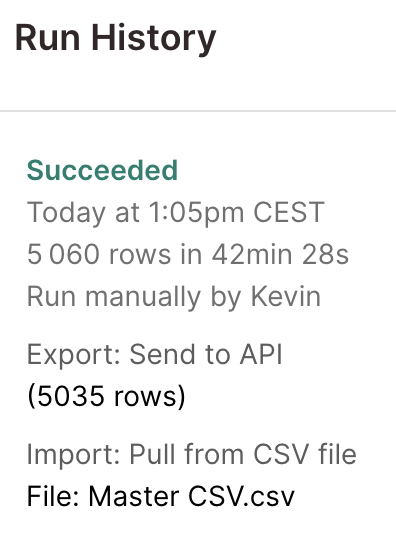 Run History
Succeeded
Today at 1:05pm CEST
5 060 rows in 42min 28s
Run manually by Kevin
Export: Send to API
(5035 rows)
Import: Pull from CSV file
File: Master CSV.csv